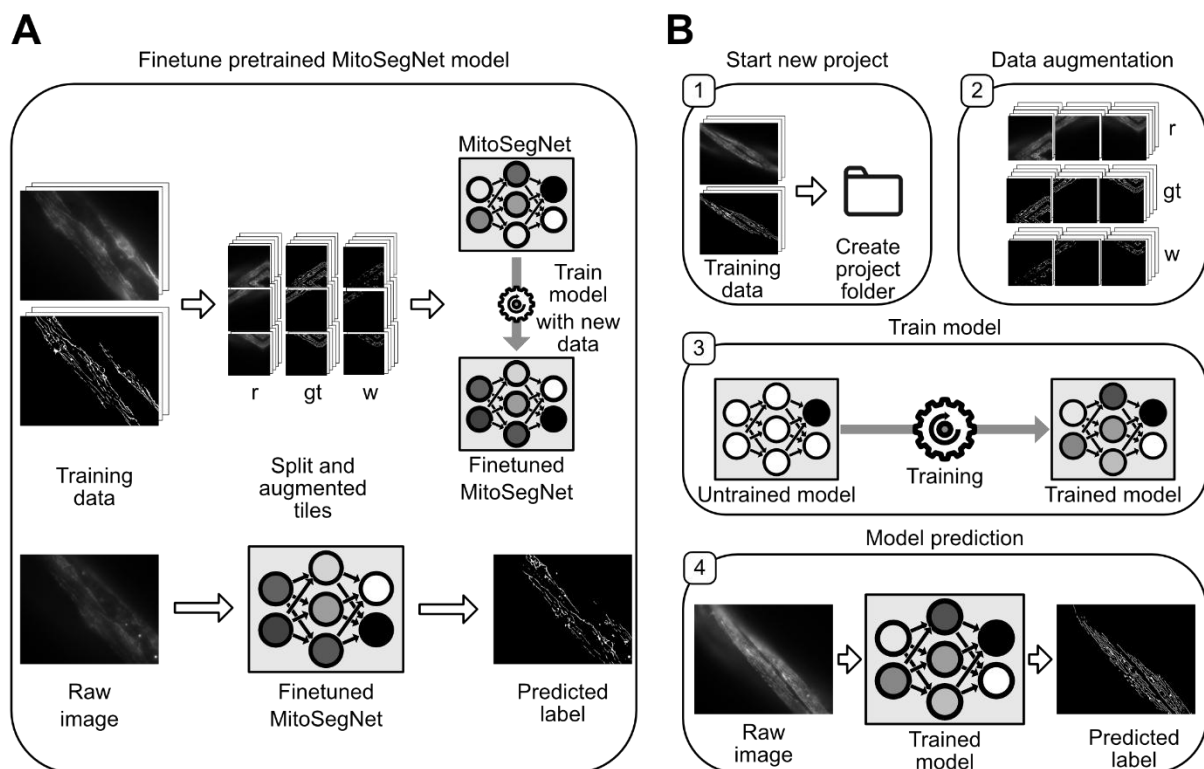 A
Finetune pretrained MitoSegNet model
MitoSegNet
Train
model
with new
data
r
gt
w
Training
data
Split and
augmented
tiles
Finetuned
MitoSegNet
Raw
image
Finetuned
MitoSegNet
Predicted
label
B
Start new project
1
Training
data
Create
project
folder
Data augmentation
2
r
gt
w
Train model
3
Untrained model
Training
Trained model
Model prediction
4
Raw
image
Trained
model
Predicted
label